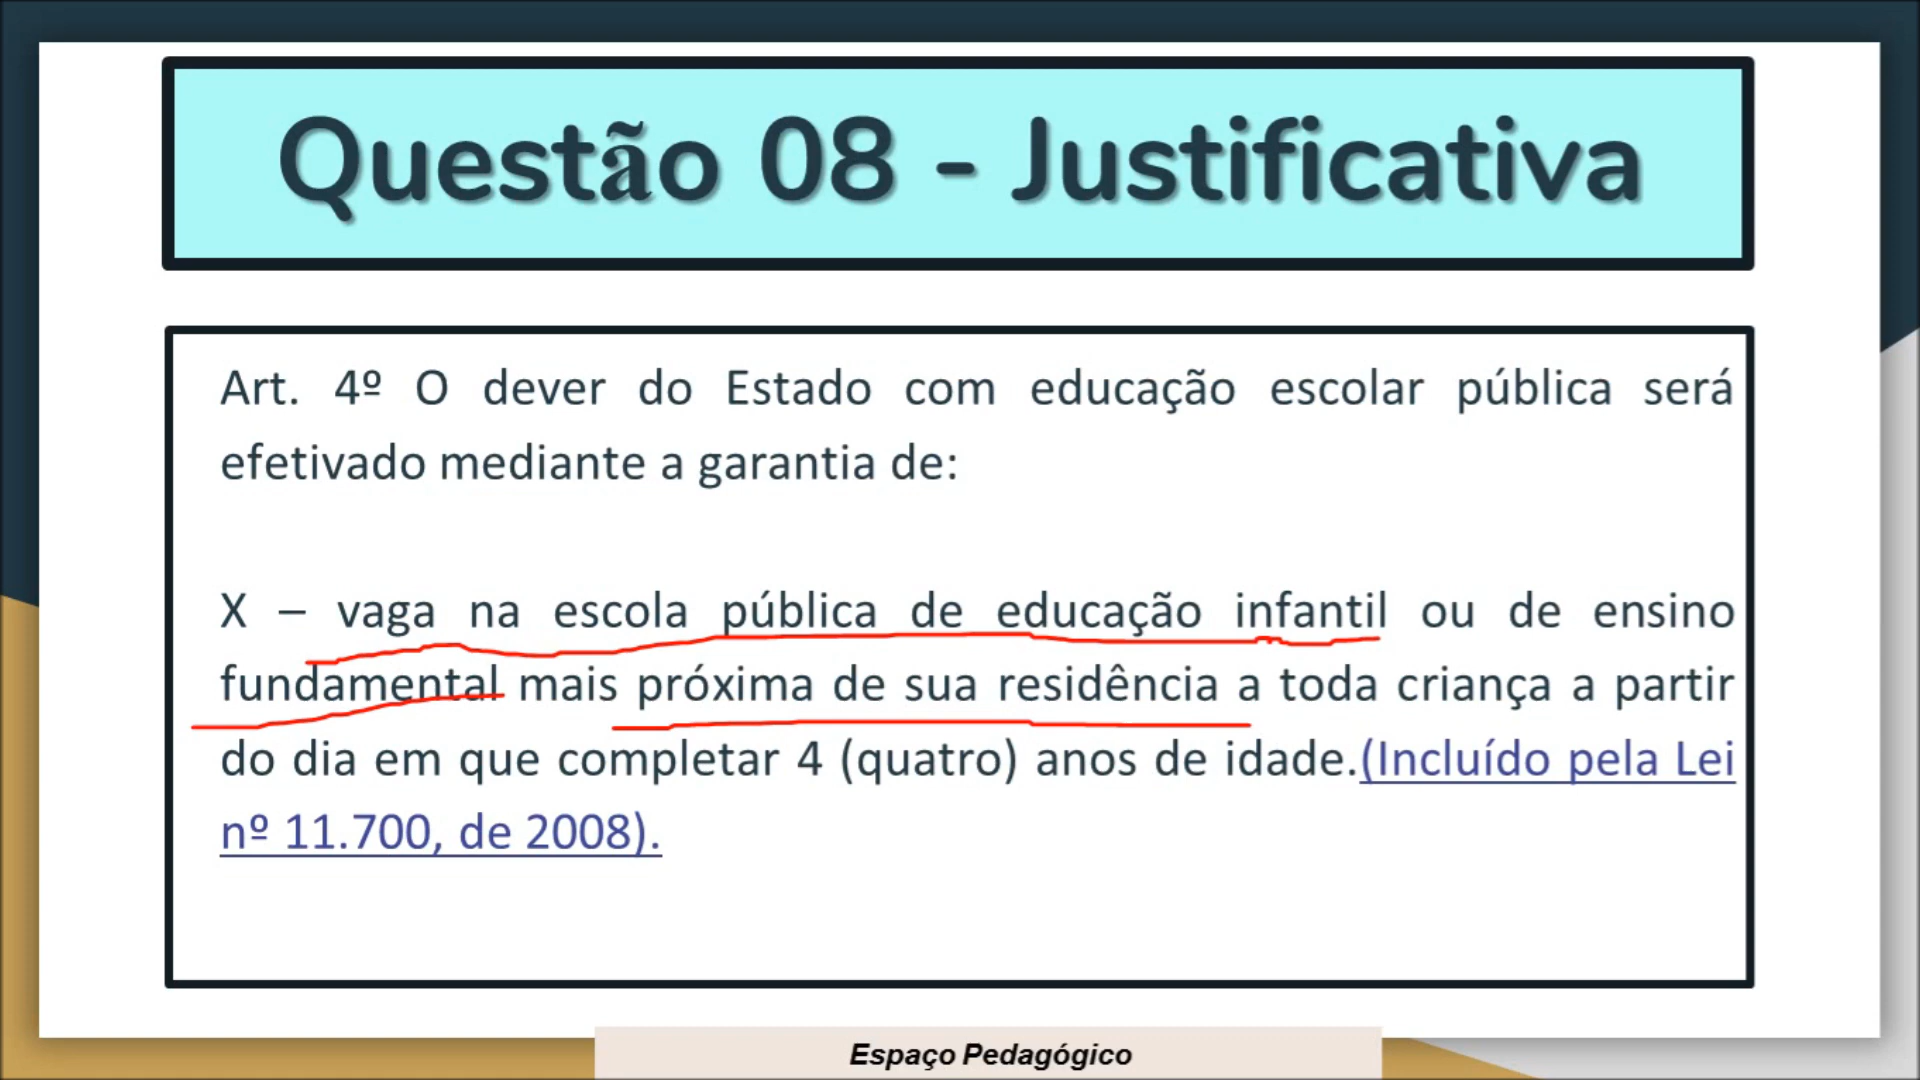 Questão 08 - Justificativa
Art. 4º O dever do Estado com educação escolar pública será
efetivado mediante a garantia de:
X – vaga na escola pública de educação infantil ou de ensino
fundamental mais próxima de sua residência a toda criança a partir
do dia em que completar 4 (quatro) anos de idade.(Incluído pela Lei
nº 11.700, de 2008).
Espaço Pedagógico